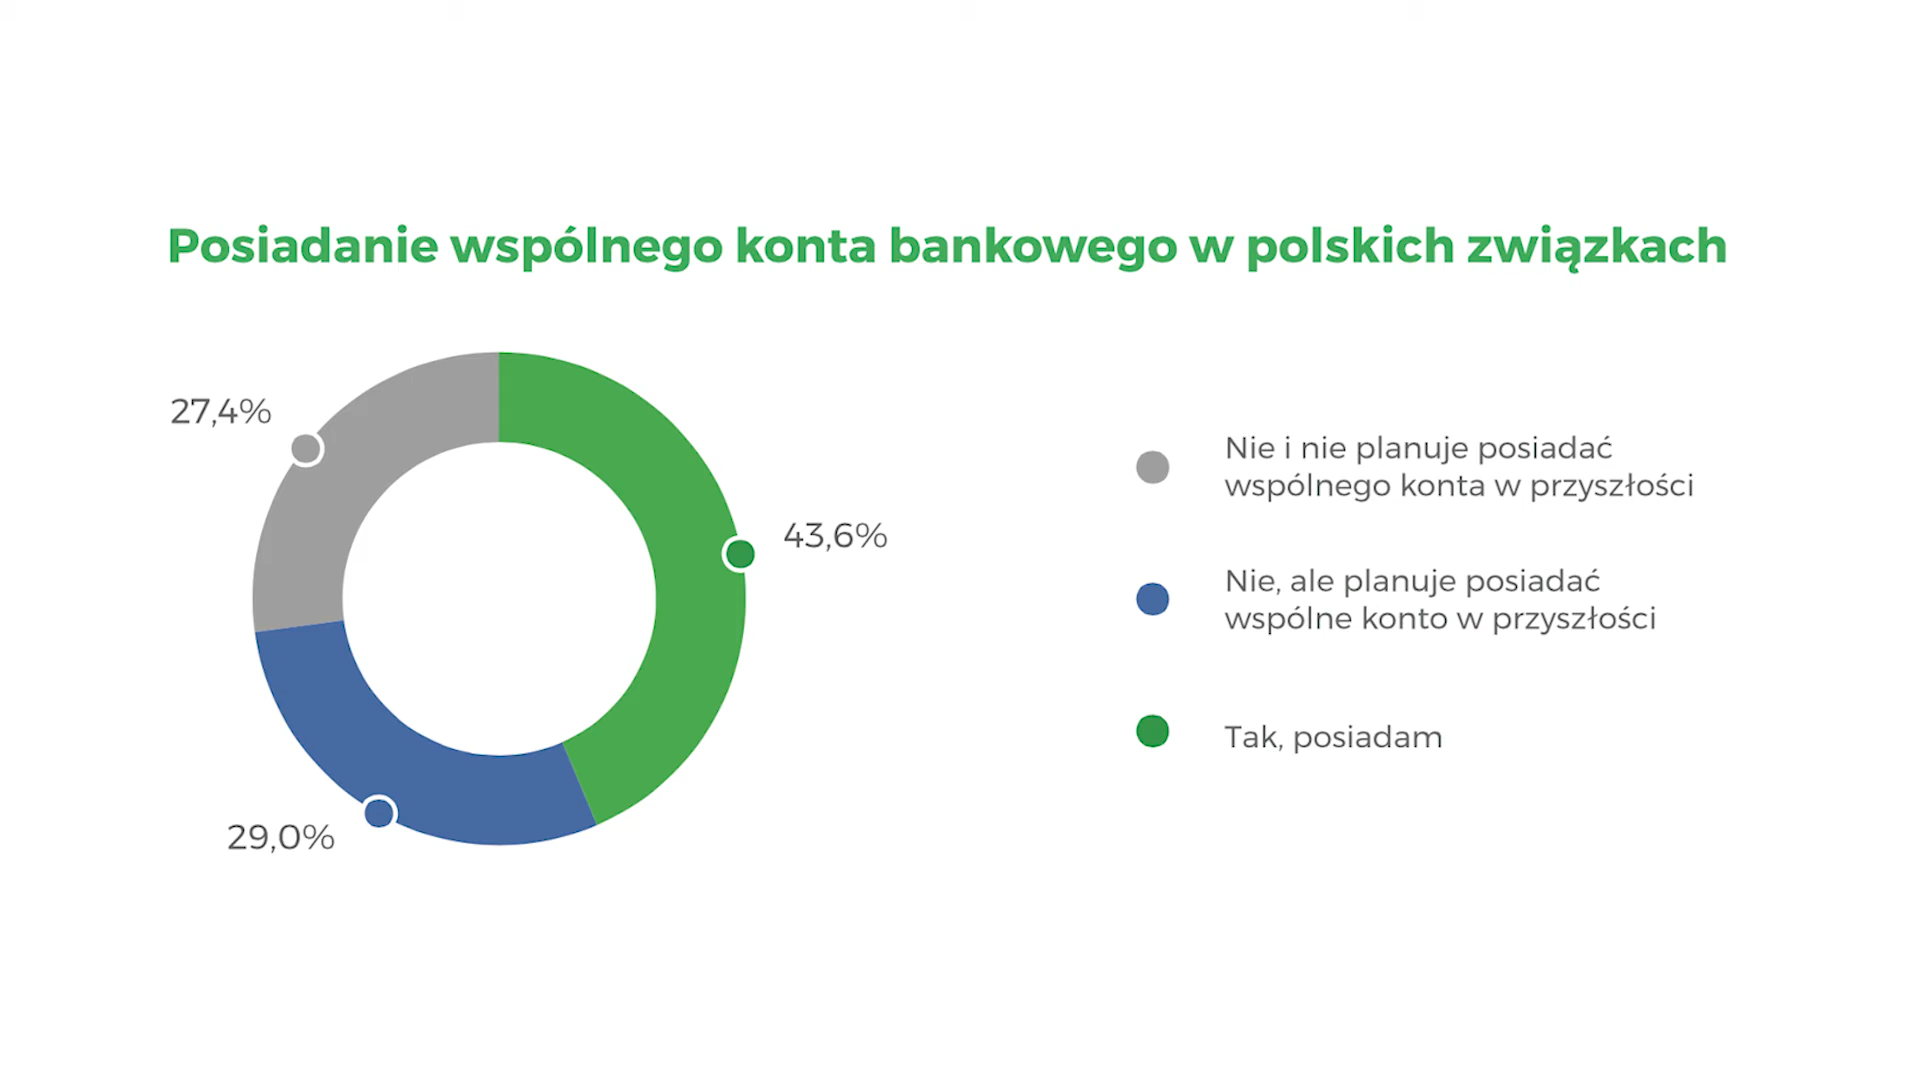 Posiadanie wspólnego konta bankowego w polskich związkach
27,4%
43,6%
29,0%
Nie i nie planuje posiadać
wspólnego konta w przyszłości
Nie, ale planuje posiadać
wspólne konto w przyszłości
Tak, posiadam